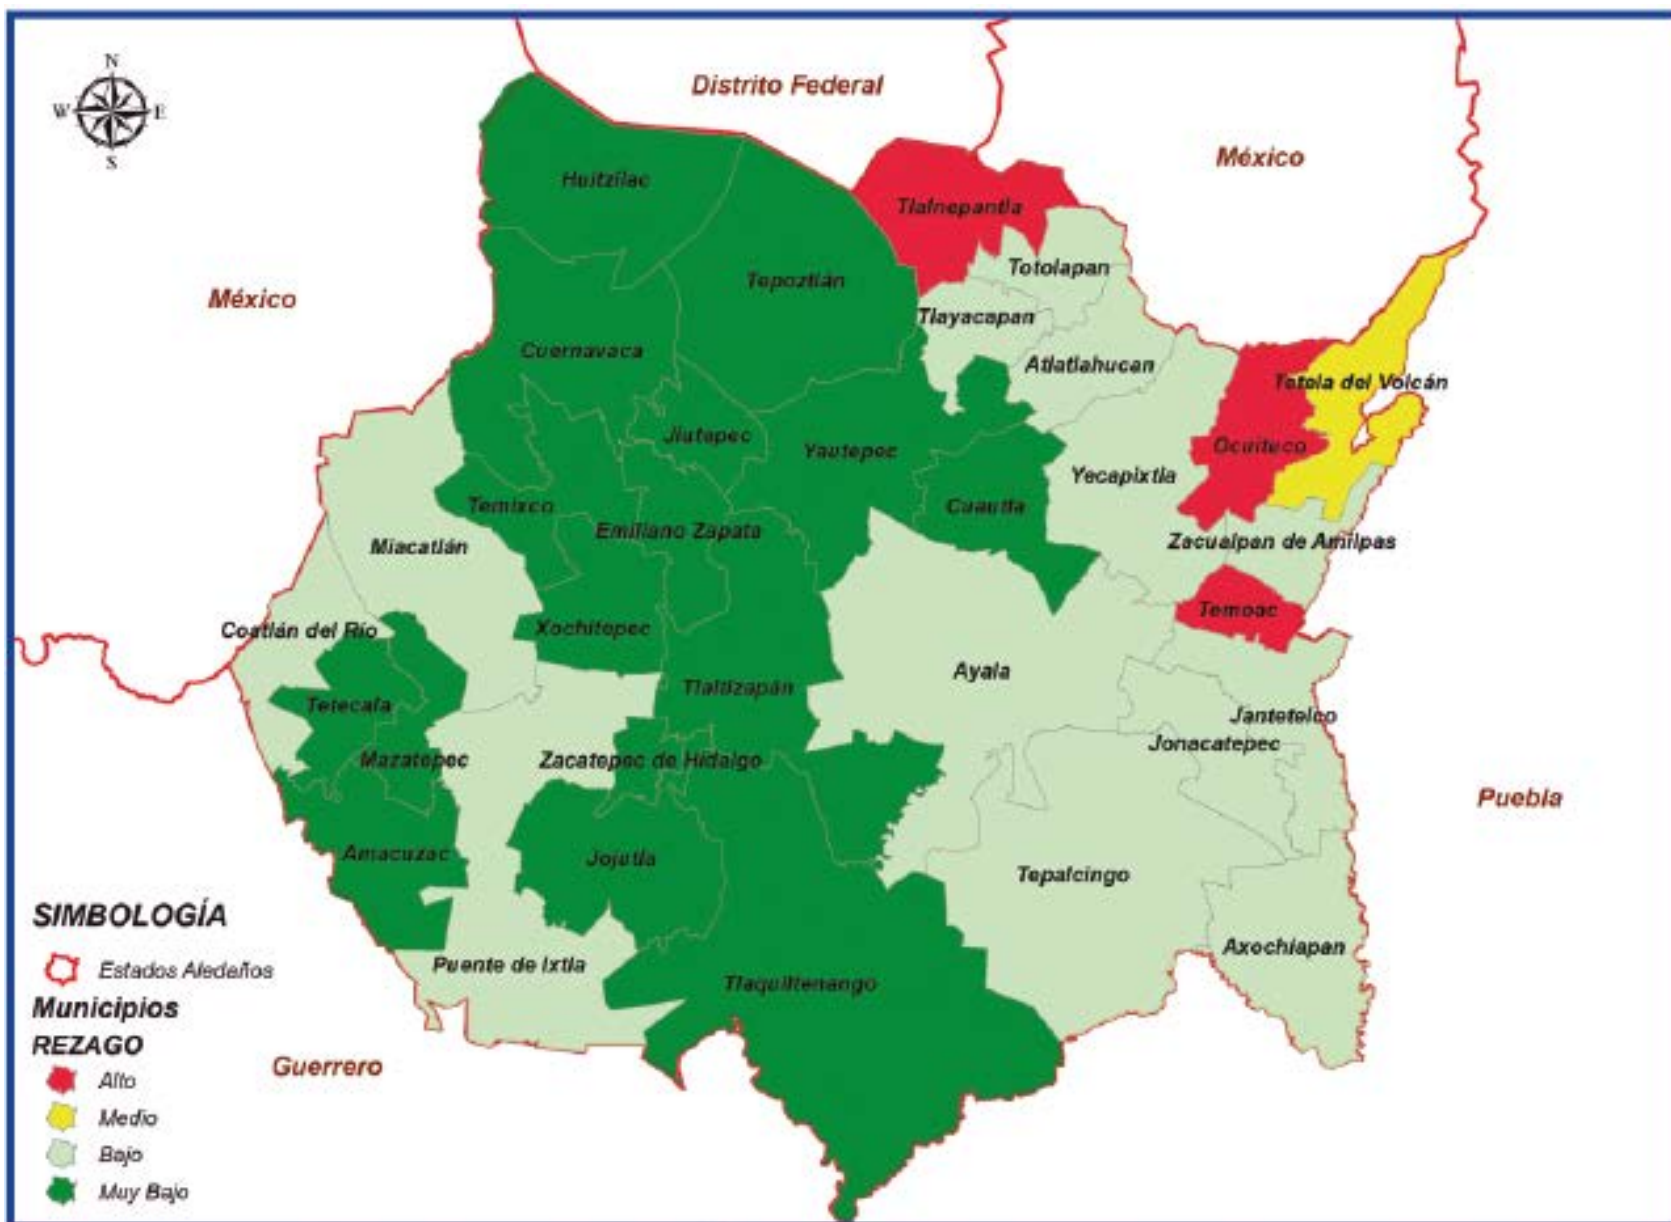 N
W
E
S
Distrito Federal
México
México
Huitzilac
Tlalnepantla
Tepoztlán
Totolapan
Tlayacapan
Cuernavaca
Atlatlahucan
Tetela del Volcán
Jiutepec
Yautepec
Ocuituco
Yecapixtla
Temixco
Cuautla
Emiliano Zapata
Miacatlán
Zacualpan de Amilpas
Temoac
Coatlán del Río
Xochitepec
Ayala
Tlaltizapán
Tetecala
Jantetelco
Jonacatepec
Mazatepec
Zacatepec de Hidalgo
Puebla
Amacuzac
Jojutla
Tepalcingo
Axochiapan
Puente de Ixtla
Tlaquiltenango
Guerrero
SIMBOLOGÍA
Estados Aledaños
Municipios
REZAGO
Alto
Medio
Bajo
Muy Bajo